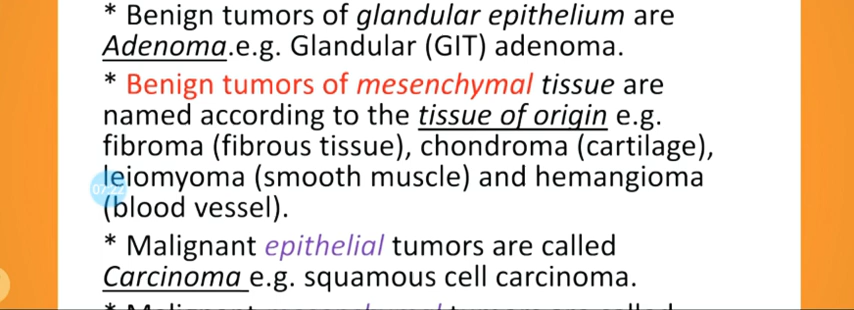 * Benign tumors of glandular epithelium are
Adenoma.e.g. Glandular (GIT) adenoma.
* Benign tumors of mesenchymal tissue are
named according to the tissue of origin e.g.
fibroma (fibrous tissue), chondroma (cartilage),
leiomyoma (smooth muscle) and hemangioma
(blood vessel).
* Malignant epithelial tumors are called
Carcinoma e.g. squamous cell carcinoma.